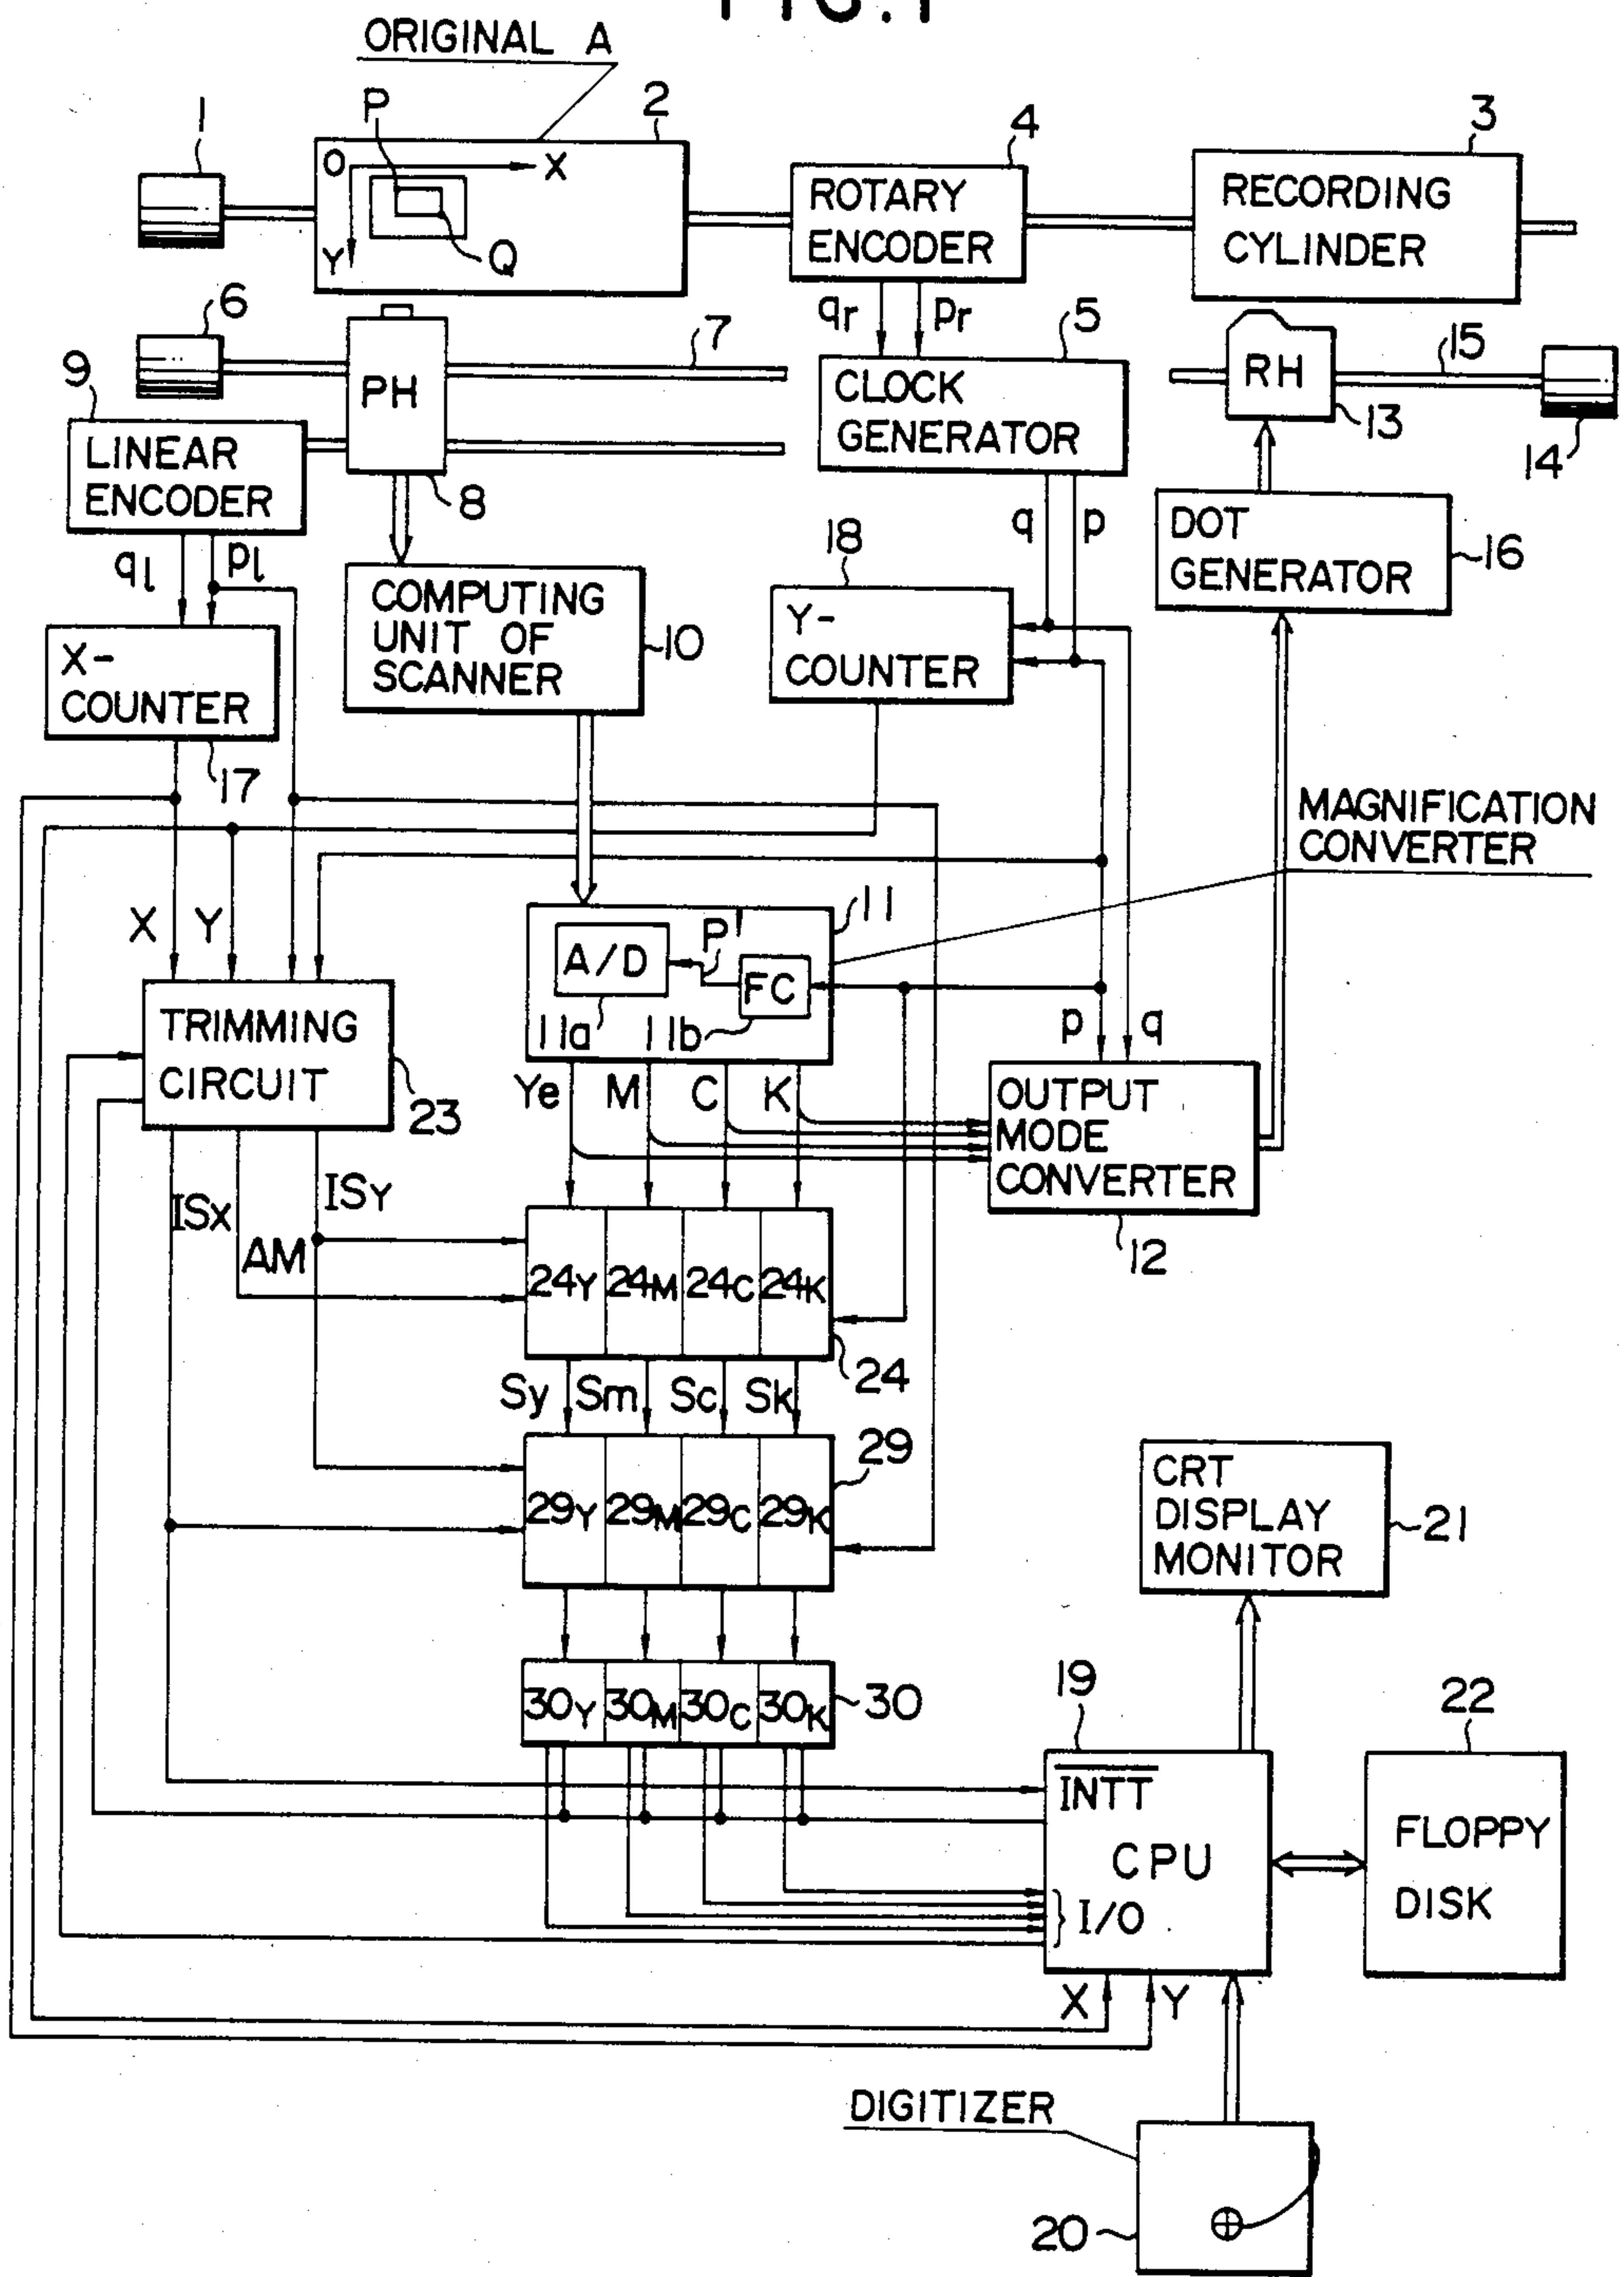 FIG.1
ORIGINAL A
1
P
2
4
3
O
X
Y
Q
ROTARY
ENCODER
RECORDING
CYLINDER
6
7
qr
pr
5
15
9
PH
CLOCK
GENERATOR
RH
13
14
LINEAR
ENCODER
8
ql
pl
18
q
p
DOT
GENERATOR
16
COMPUTING
UNIT OF
SCANNER
10
Y-
COUNTER
X-
COUNTER
17
MAGNIFICATION
CONVERTER
X
Y
11
A/D
P'
FC
11a
11b
p
q
TRIMMING
CIRCUIT
23
Ye
M
C
K
OUTPUT
MODE
CONVERTER
12
ISx
ISY
AM
24Y
24M
24C
24K
24
Sy
Sm
Sc
Sk
29
29Y
29M
29C
29K
CRT
DISPLAY
MONITOR
21
30Y
30M
30C
30K
30
19
22
INTT
CPU
I/O
FLOPPY
DISK
X
Y
DIGITIZER
20